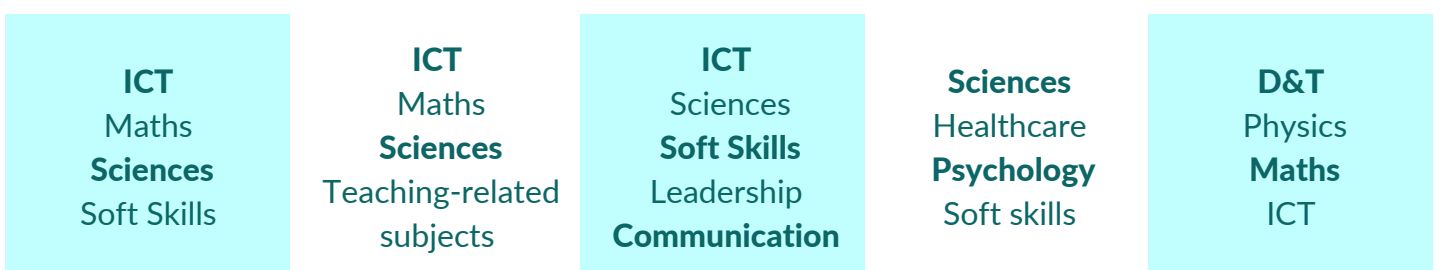 ICT
Maths
Sciences
Soft Skills
ICT
Maths
Sciences
Teaching-related
subjects
ICT
Sciences
Soft Skills
Leadership
Communication
Sciences
Healthcare
Psychology
Soft skills
D&T
Physics
Maths
ICT